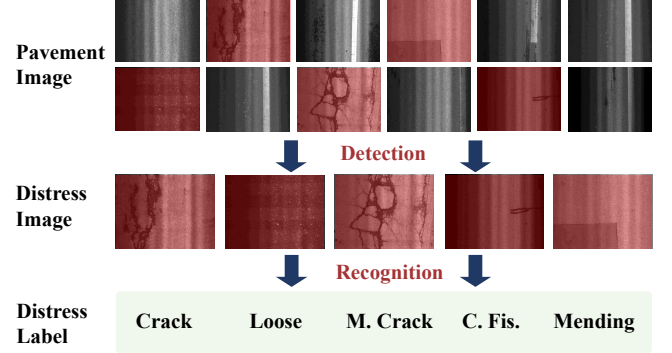 Pavement
Image
Detection
Distress
Image
Recognition
Distress
Label
Crack Loose M. Crack C. Fis. Mending